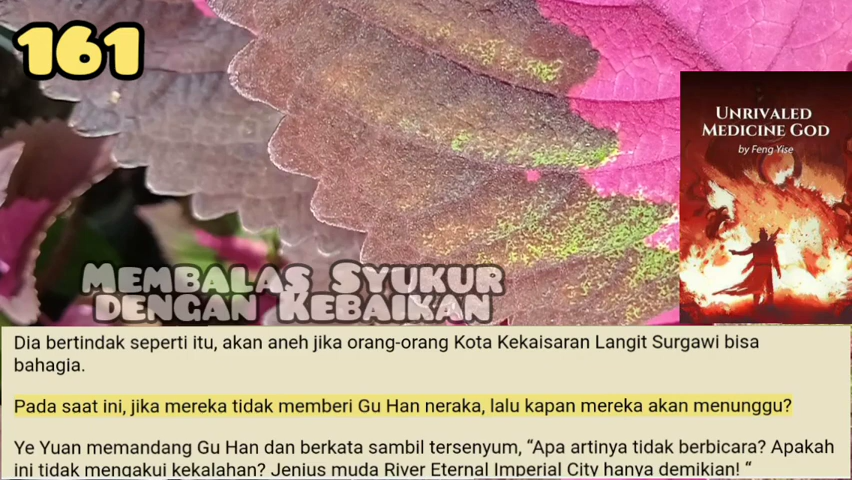 161
UNRIVALED
MEDICINE GOD
by Feng Yise
MEMBALAS SYUKUR
DENGAN KEBAIKAN
Dia bertindak seperti itu, akan aneh jika orang-orang Kota Kekaisaran Langit Surgawi bisa
bahagia.
Pada saat ini, jika mereka tidak memberi Gu Han neraka, lalu kapan mereka akan menunggu?
Ye Yuan memandang Gu Han dan berkata sambil tersenyum, “Apa artinya tidak berbicara? Apakah
ini tidak mengakui kekalahan? Jenius muda River Eternal Imperial City hanya demikian! “